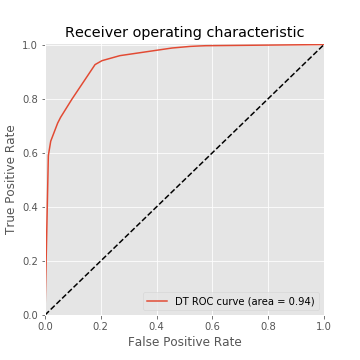 Receiver operating characteristic
True Positive Rate
1.0
0.8
0.6
0.4
0.2
0.0
DT ROC curve (area = 0.94)
0.0 0.2 0.4 0.6 0.8 1.0
False Positive Rate